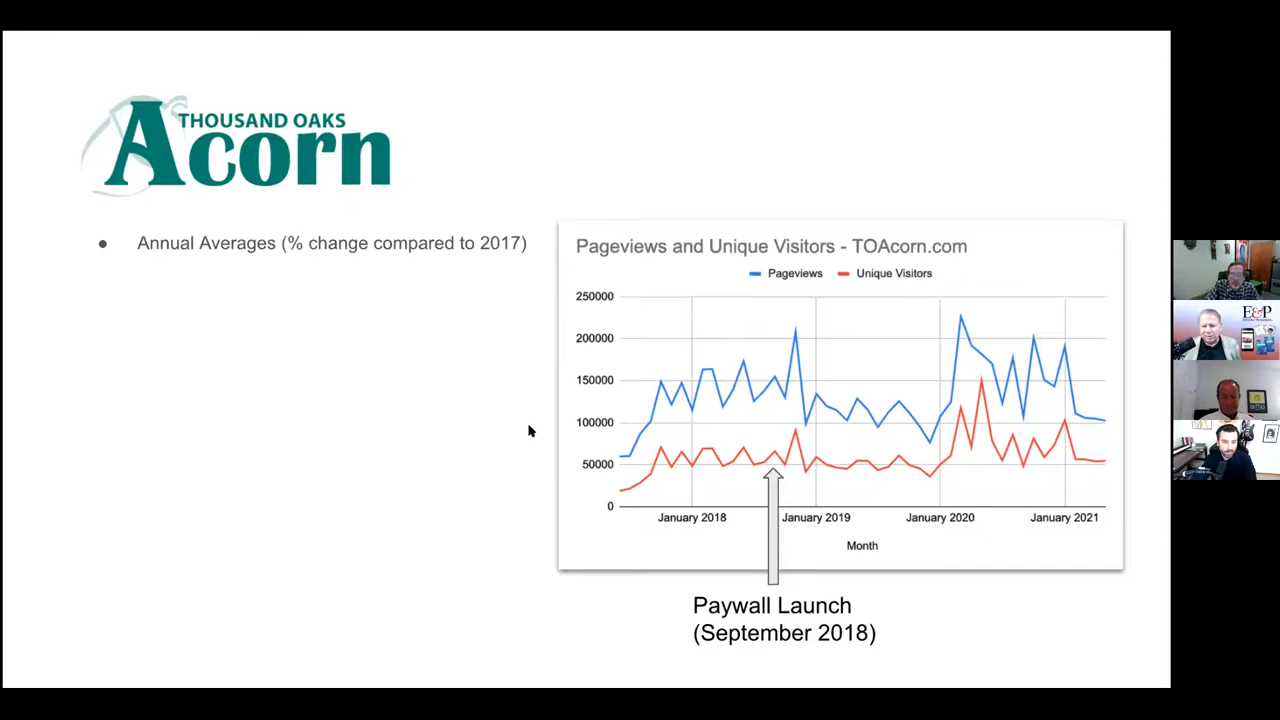 THOUSAND OAKS
Acorn
● Annual Averages (% change compared to 2017)
Pageviews and Unique Visitors - TOAcorn.com
Pageviews Unique Visitors
250000
200000
150000
100000
50000
0
January 2018 January 2019 January 2020 January 2021
Month
Paywall Launch
(September 2018)
E&P